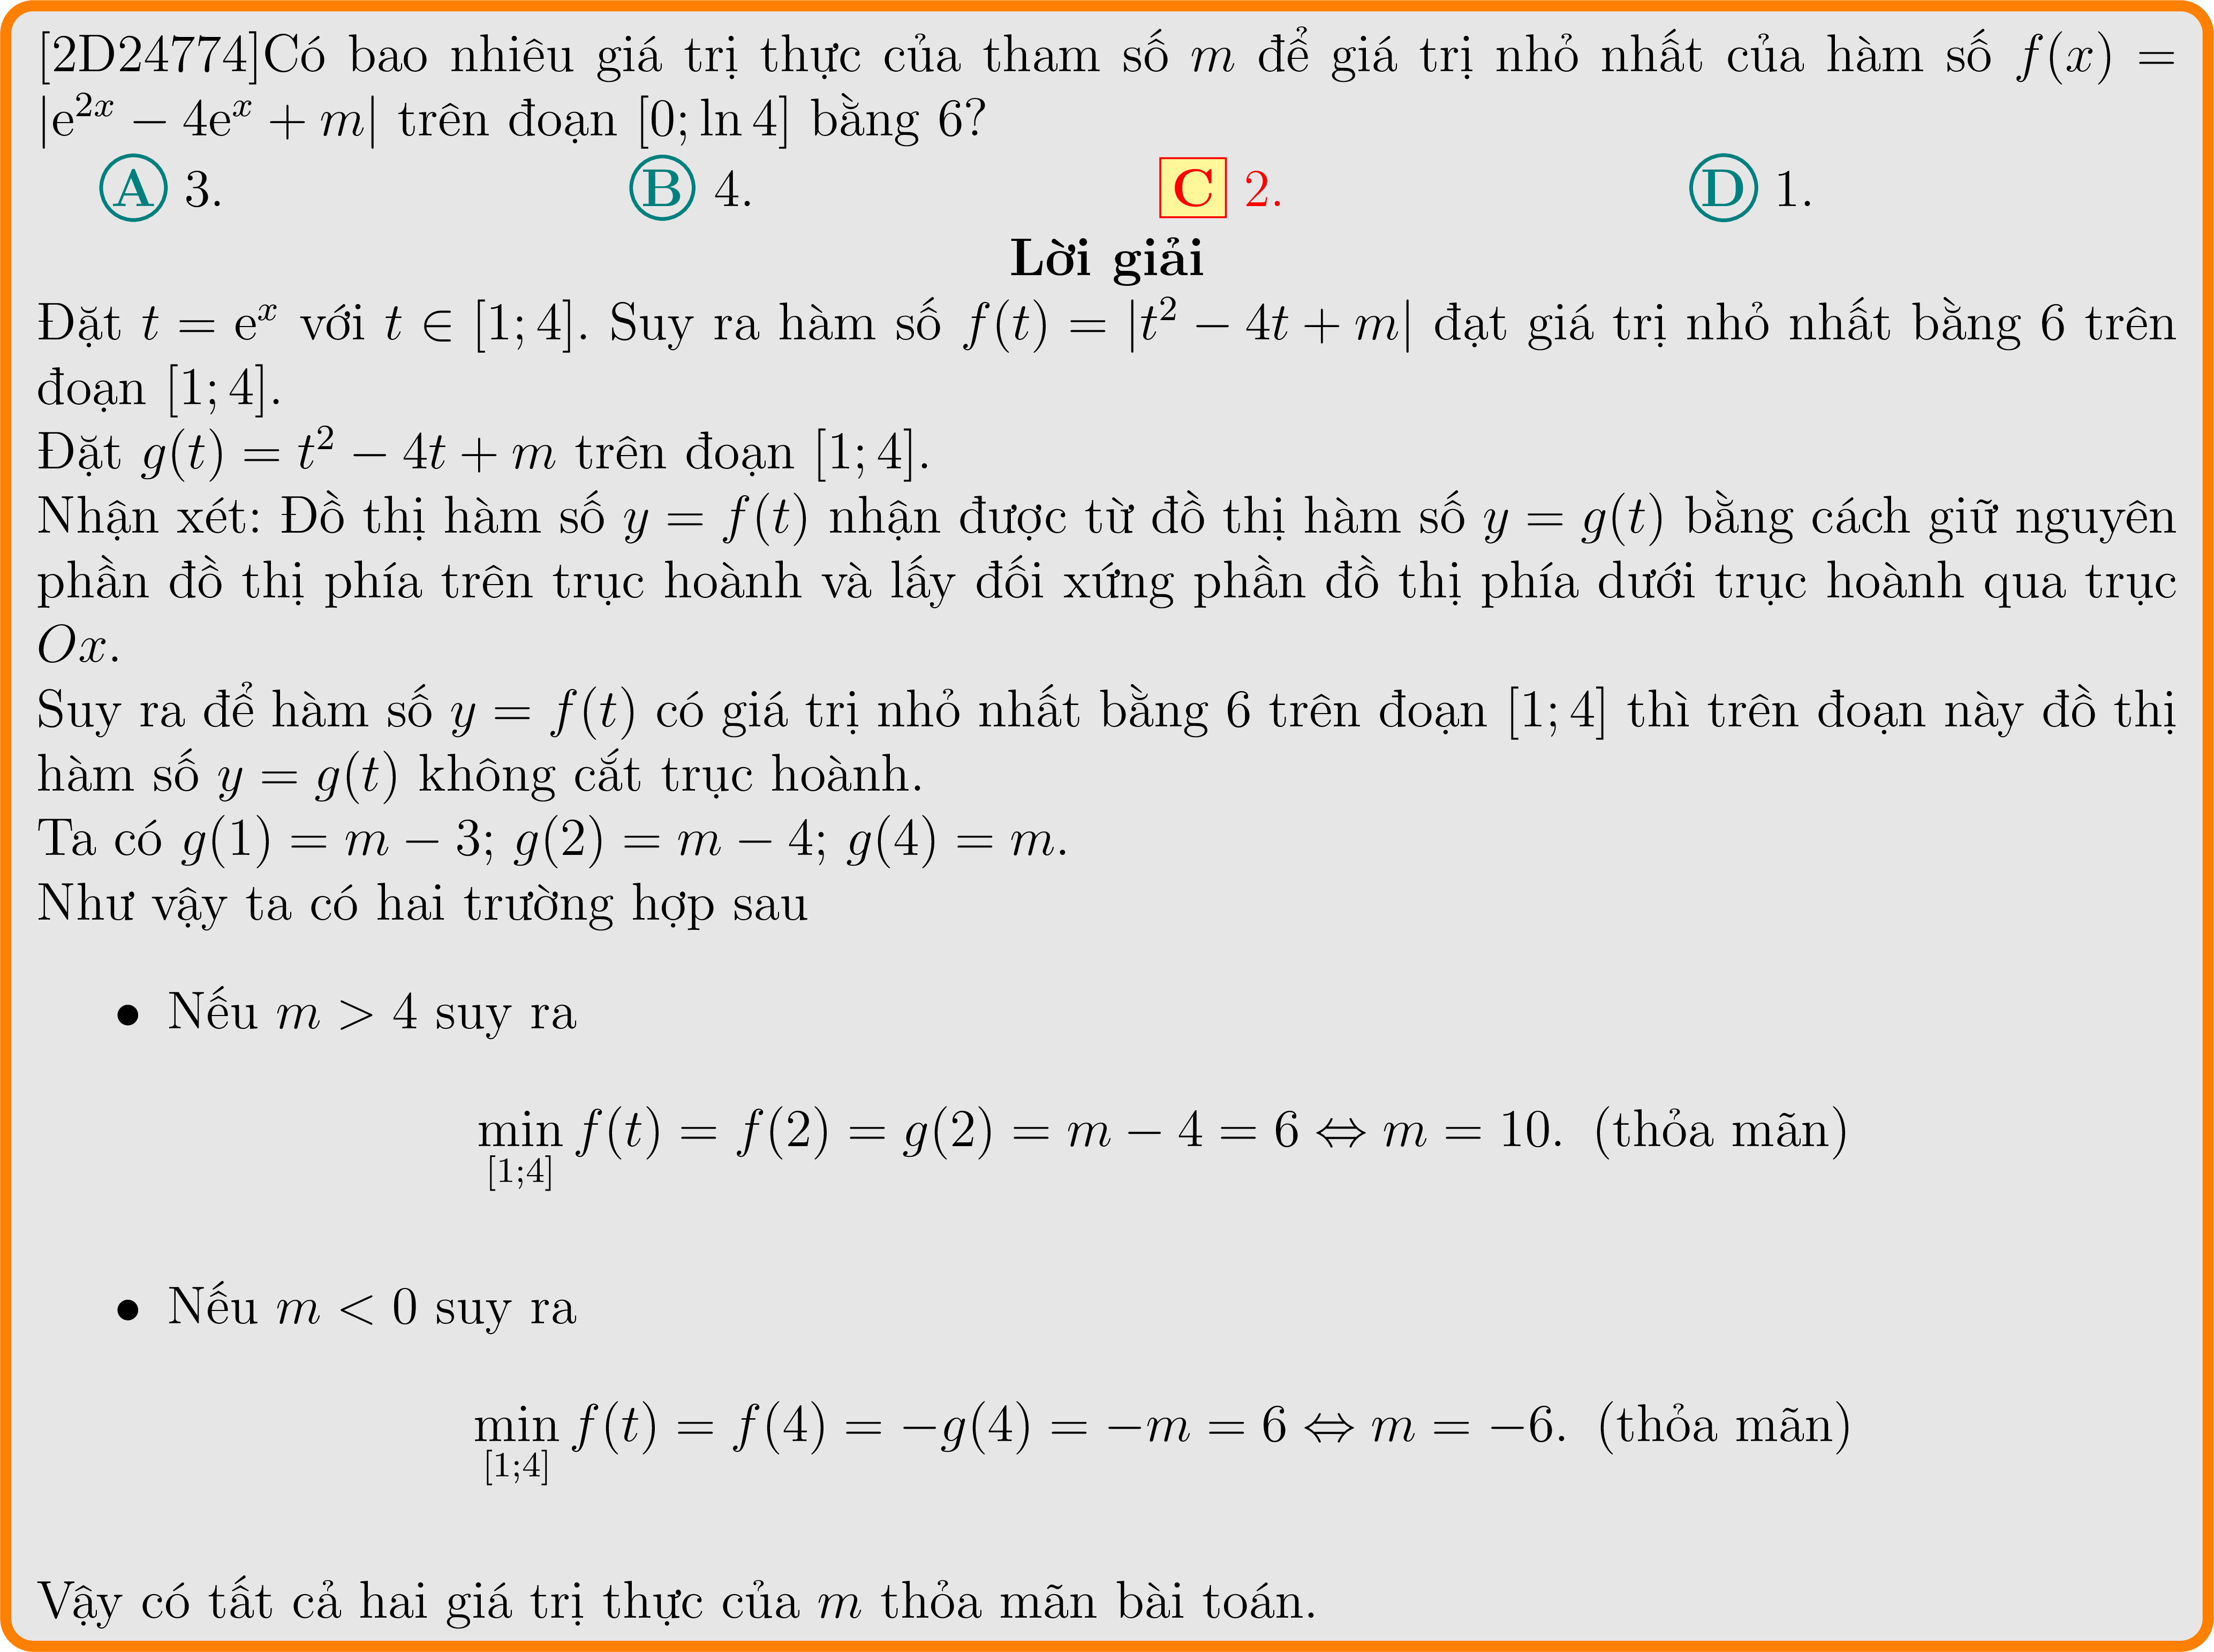 [2D24774]Có bao nhiêu giá trị thực của tham số m để giá trị nhỏ nhất của hàm số f(x) =
|e^{2x} − 4e^x + m| trên đoạn [0; ln 4] bằng 6?
A 3. B 4. C 2. D 1.
Lời giải
Đặt t = e^x với t ∈ [1; 4]. Suy ra hàm số f(t) = |t² − 4t + m| đạt giá trị nhỏ nhất bằng 6 trên
đoạn [1; 4].
Đặt g(t) = t² − 4t + m trên đoạn [1; 4].
Nhận xét: Đồ thị hàm số y = f(t) nhận được từ đồ thị hàm số y = g(t) bằng cách giữ nguyên
phần đồ thị phía trên trục hoành và lấy đối xứng phần đồ thị phía dưới trục hoành qua trục
Ox.
Suy ra để hàm số y = f(t) có giá trị nhỏ nhất bằng 6 trên đoạn [1; 4] thì trên đoạn này đồ thị
hàm số y = g(t) không cắt trục hoành.
Ta có g(1) = m − 3; g(2) = m − 4; g(4) = m.
Như vậy ta có hai trường hợp sau
• Nếu m > 4 suy ra
min f(t) = f(2) = g(2) = m − 4 = 6 ⇔ m = 10. (thỏa mãn)
[1;4]
• Nếu m < 0 suy ra
min f(t) = f(4) = −g(4) = −m = 6 ⇔ m = −6. (thỏa mãn)
[1;4]
Vậy có tất cả hai giá trị thực của m thỏa mãn bài toán.